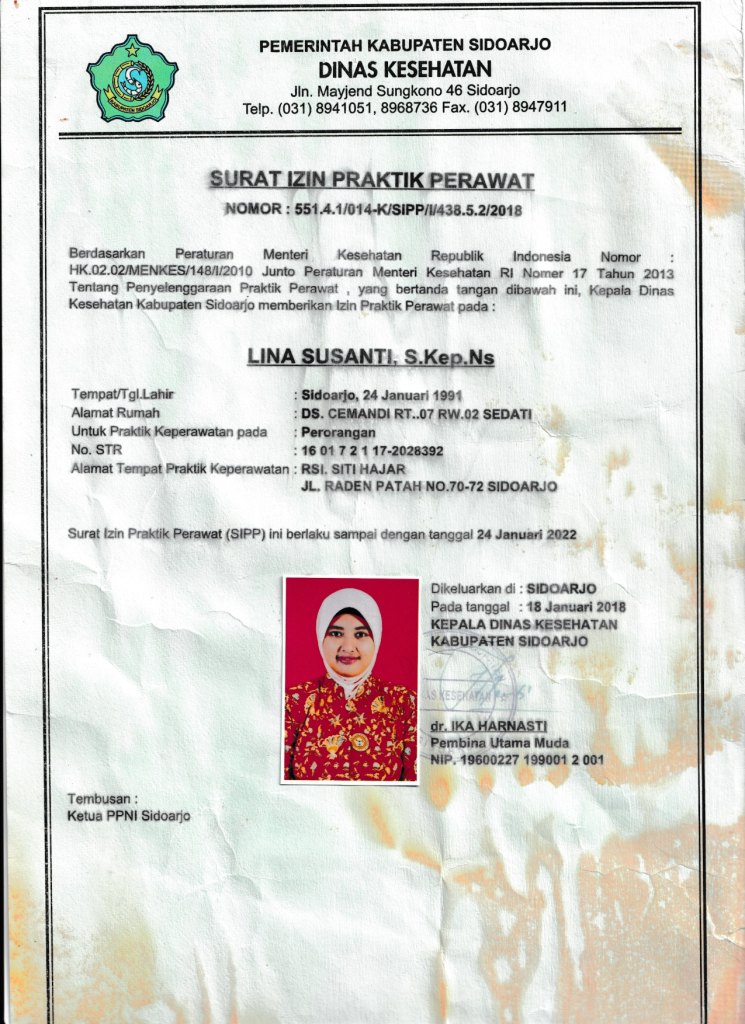 PEMERINTAH KABUPATEN SIDOARJO
DINAS KESEHATAN
Jln. Mayjend Sungkono 46 Sidoarjo
Telp. (031) 8941051, 8968736 Fax. (031) 8947911
KABUPATEN SIDOARJO
SURAT IZIN PRAKTIK PERAWAT
NOMOR : 551.4.1/014-K/SIPP/I/438.5.2/2018
Berdasarkan Peraturan Menteri Kesehatan Republik Indonesia Nomor :
HK.02.02/MENKES/148/I/2010 Junto Peraturan Menteri Kesehatan RI Nomer 17 Tahun 2013
Tentang Penyelenggaraan Praktik Perawat , yang bertanda tangan dibawah ini, Kepala Dinas
Kesehatan Kabupaten Sidoarjo memberikan Izin Praktik Perawat pada :
LINA SUSANTI, S.Kep.Ns
Tempat/Tgl.Lahir : Sidoarjo, 24 Januari 1991
Alamat Rumah : DS. CEMANDI RT..07 RW.02 SEDATI
Untuk Praktik Keperawatan pada : Perorangan
No. STR : 16 01 7 2 1 17-2028392
Alamat Tempat Praktik Keperawatan : RSI. SITI HAJAR
JL. RADEN PATAH NO.70-72 SIDOARJO
Surat Izin Praktik Perawat (SIPP) ini berlaku sampai dengan tanggal 24 Januari 2022
Dikeluarkan di : SIDOARJO
Pada tanggal : 18 Januari 2018
KEPALA DINAS KESEHATAN
KABUPATEN SIDOARJO
KESEHATAN
dr. IKA HARNASTI
Pembina Utama Muda
NIP. 19600227 199001 2 001
Tembusan :
Ketua PPNI Sidoarjo